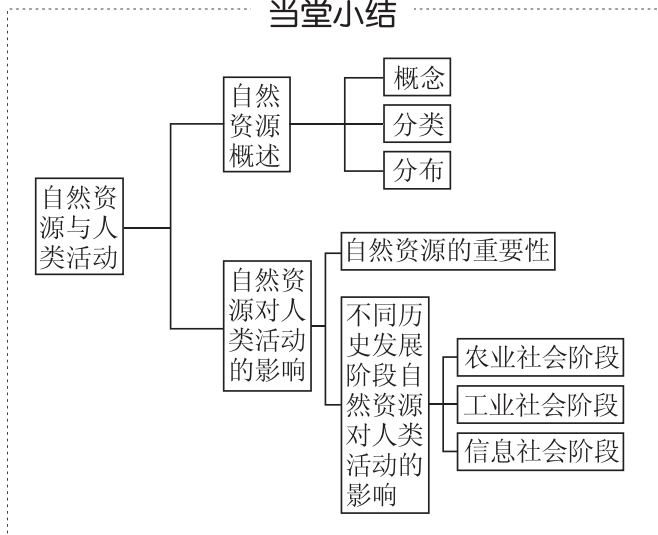 当堂小结
自然资
源与人
类活动
自然
资源
概述
概念
分类
分布
自然资
源对人
类活动
的影响
自然资源的重要性
不同历
史发展
阶段自
然资源
对人类
活动的
影响
农业社会阶段
工业社会阶段
信息社会阶段